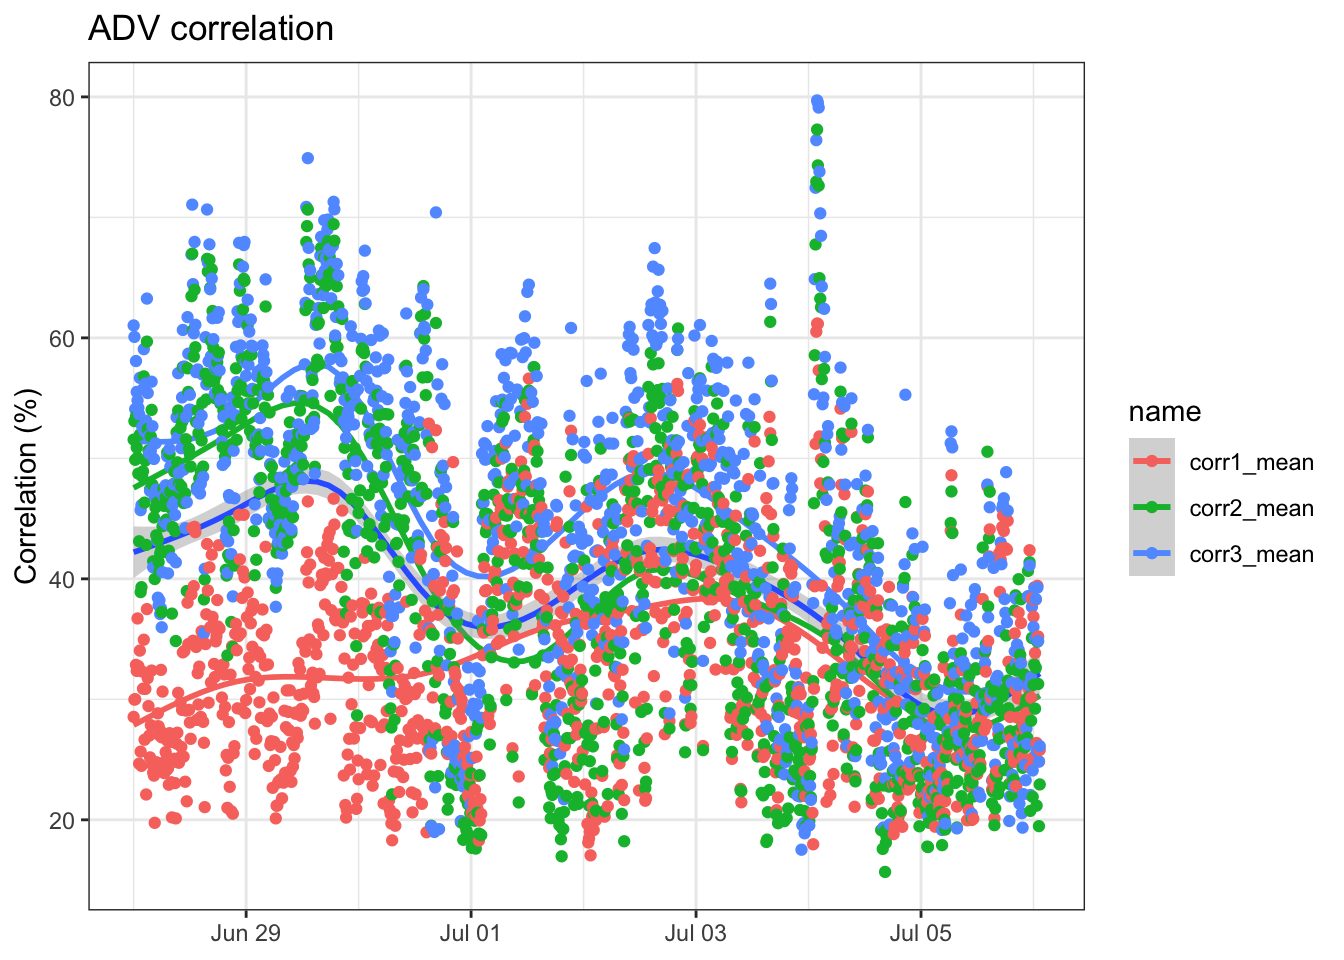 ADV correlation
Correlation (%)
80
60
40
20
Jun 29
Jul 01
Jul 03
Jul 05
name
corr1_mean
corr2_mean
corr3_mean